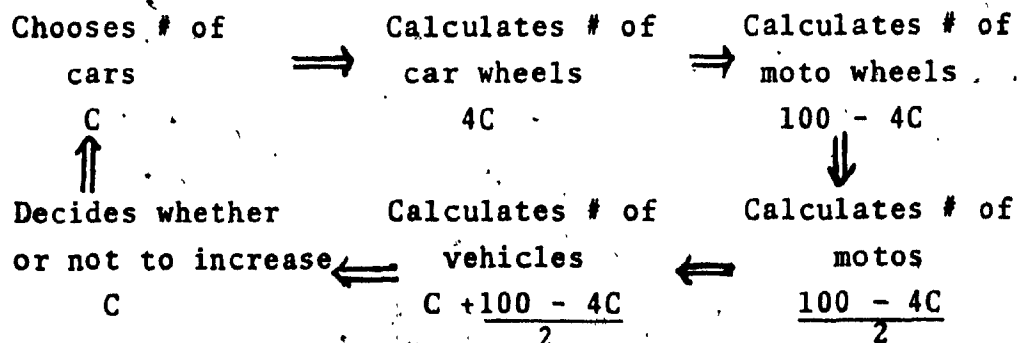 Chooses # of
cars
C
⇒
Calculates # of
car wheels
4C
⇒
Calculates # of
moto wheels
100 - 4C
⇓
Calculates # of
motos
100 - 4C
2
⇐
Calculates # of
vehicles
C + 100 - 4C
2
⇐
Decides whether
or not to increase
C
⇑